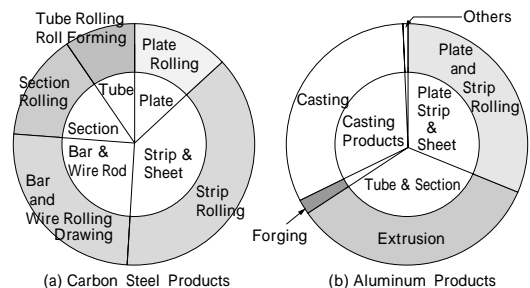 Tube Rolling
Roll Forming
Plate
Rolling
Section
Rolling
Tube
Plate
Section
Bar &
Wire Rod
Strip &
Sheet
Bar
and
Wire Rolling
Drawing
Strip
Rolling
(a) Carbon Steel Products
Others
Plate
and
Strip
Rolling
Casting
Casting
Products
Plate
Strip
&
Sheet
Tube & Section
Forging
Extrusion
(b) Aluminum Products